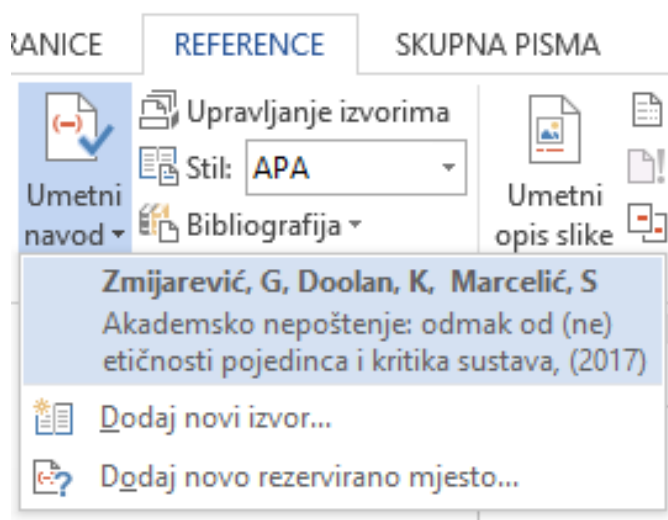 RANICE REFERENCE SKUPNA PISMA
Umetni navod
Upravljanje izvorima
Stil: APA
Bibliografija
Umetni
opis slike
Zmijarević, G, Doolan, K, Marcelić, S
Akademsko nepoštenje: odmak od (ne)
etičnosti pojedinca i kritika sustava, (2017)
Dodaj novi izvor...
Dodaj novo rezervirano mjesto...